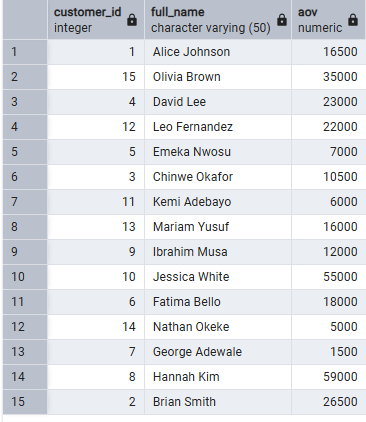 customer_id full_name aov
integer character varying (50) numeric
1 1 Alice Johnson 16500
2 15 Olivia Brown 35000
3 4 David Lee 23000
4 12 Leo Fernandez 22000
5 5 Emeka Nwosu 7000
6 3 Chinwe Okafor 10500
7 11 Kemi Adebayo 6000
8 13 Mariam Yusuf 16000
9 9 Ibrahim Musa 12000
10 10 Jessica White 55000
11 6 Fatima Bello 18000
12 14 Nathan Okeke 5000
13 7 George Adewale 1500
14 8 Hannah Kim 59000
15 2 Brian Smith 26500